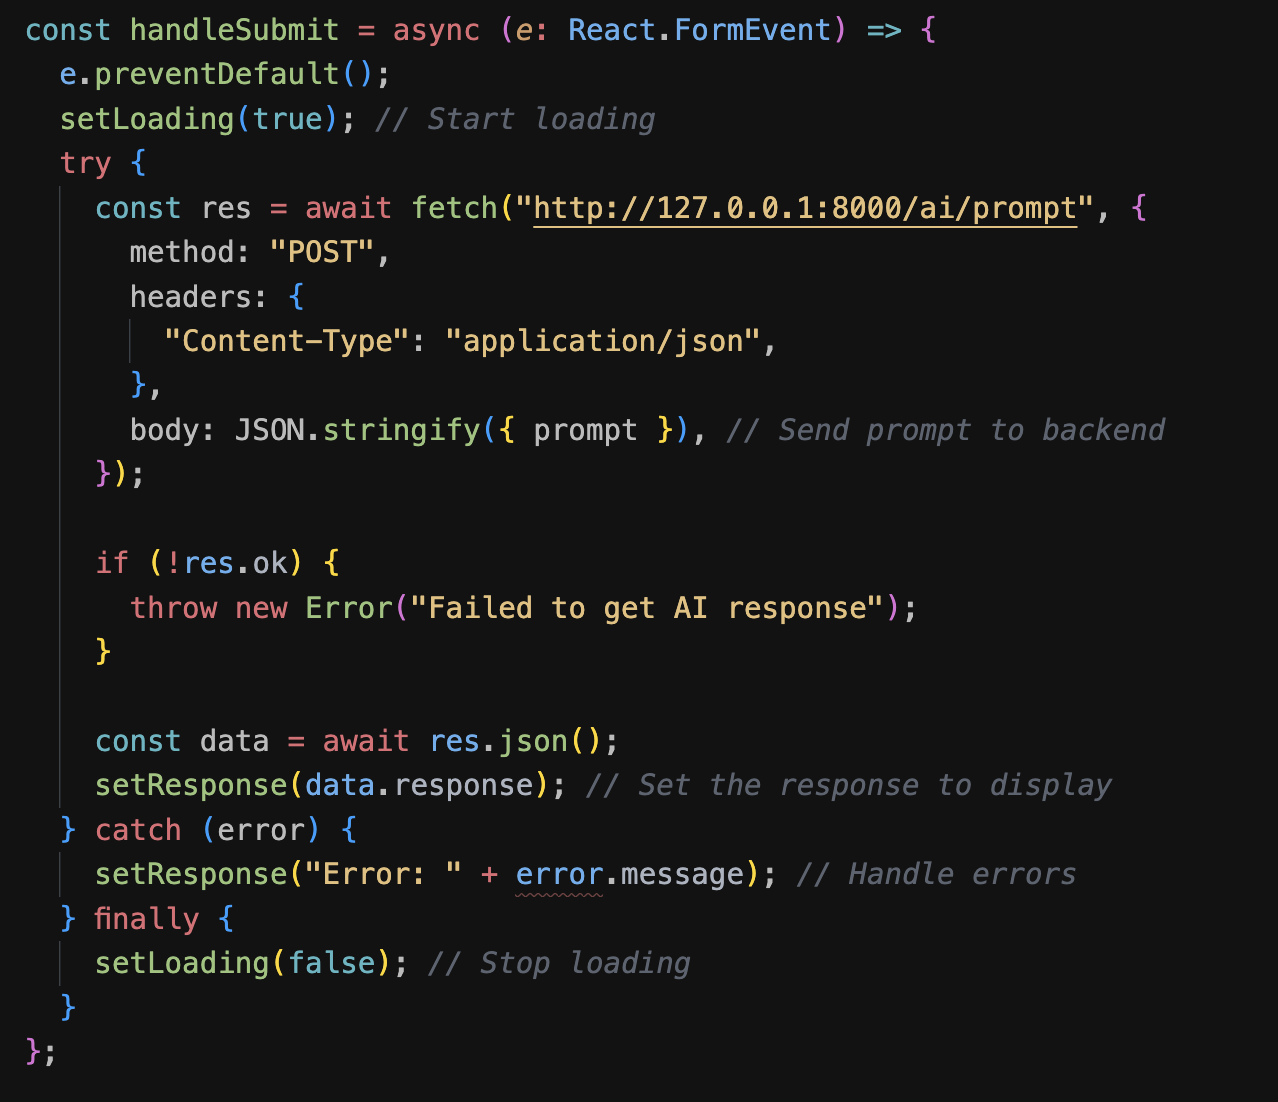 const handleSubmit = async (e: React.FormEvent) => {
  e.preventDefault();
  setLoading(true); // Start loading
  try {
    const res = await fetch("http://127.0.0.1:8000/ai/prompt", {
      method: "POST",
      headers: {
        "Content-Type": "application/json",
      },
      body: JSON.stringify({ prompt }), // Send prompt to backend
    });

    if (!res.ok) {
      throw new Error("Failed to get AI response");
    }

    const data = await res.json();
    setResponse(data.response); // Set the response to display
  } catch (error) {
    setResponse("Error: " + error.message); // Handle errors
  } finally {
    setLoading(false); // Stop loading
  }
};